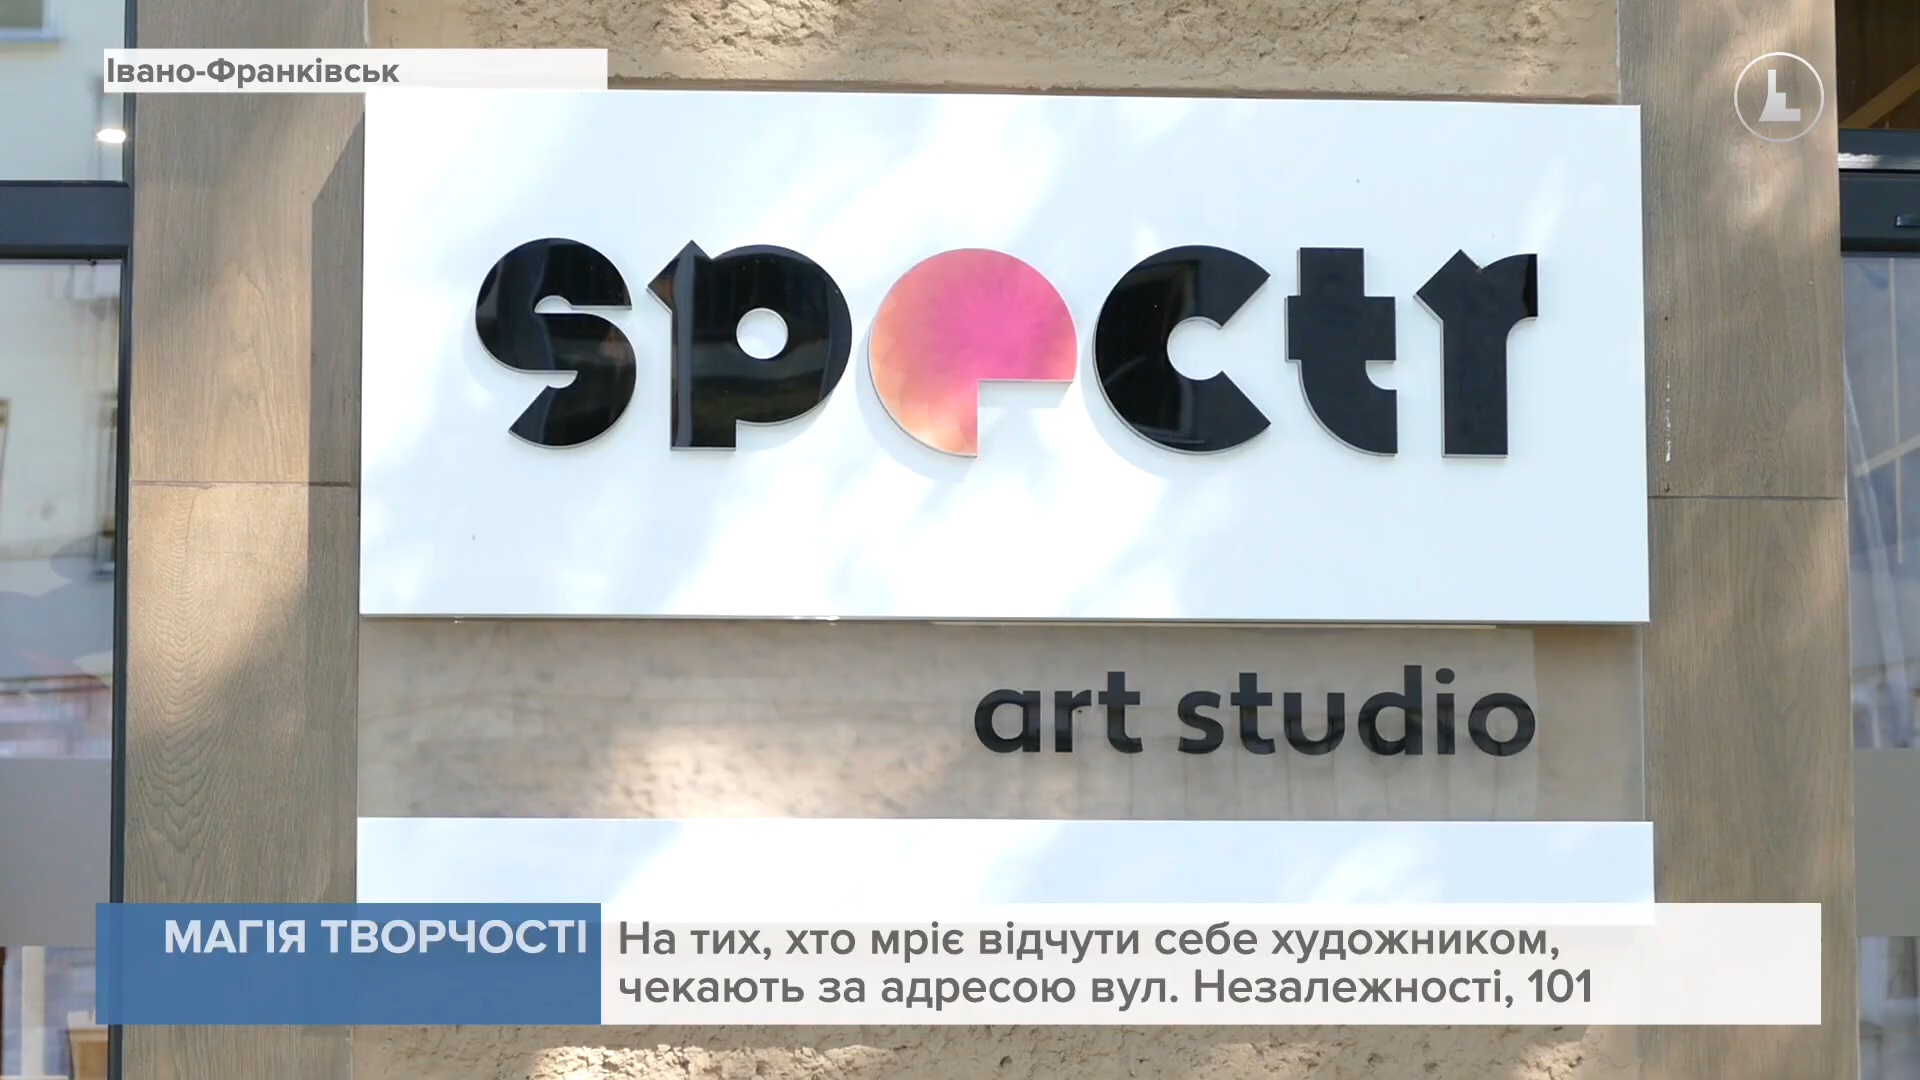 Івано-Франківськ
spectr
art studio
МАГІЯ ТВОРЧОСТІ
На тих, хто мріє відчути себе художником,
чекають за адресою вул. Незалежності, 101